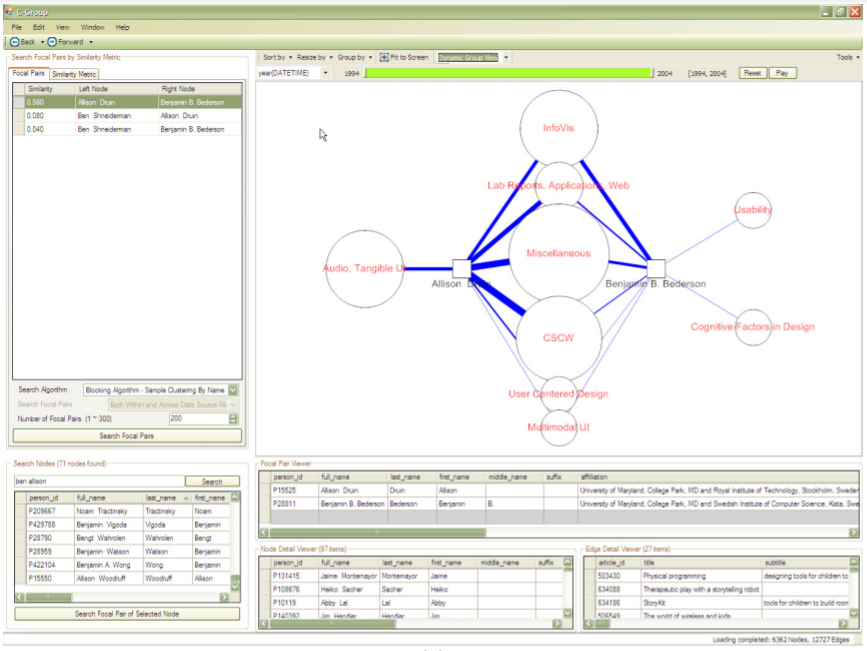 C-Group
File Edit View Window Help
Back Forward
Search Focal Pairs by Similarity Metric
Focal Pairs Similarity Metric
Similarity Left Node Right Node
0.580 Allison Druin Benjamin B. Bederson
0.080 Ben Shneiderman Allison Druin
0.040 Ben Shneiderman Benjamin B. Bederson
Search Algorithm Blocking Algorithm - Sample Clustering By Name
Search Focal Pairs Both Within and Across Data Source File
Number of Focal Pairs (1 ~ 300) 200
Search Focal Pairs
Sort by Resize by Group by Fit to Screen Dynamic Group View Tools
year(DATETIME) 1994 2004 [1994, 2004] Reset Play
InfoVis
Lab Reports, Applications, Web
Usability
Miscellaneous
Audio, Tangible UI
Allison Druin
Benjamin B. Bederson
Cognitive Factors in Design
CSCW
User Centered Design
Multimodal UI
Search Nodes (71 nodes found)
ben allison Search
person_id full_name last_name first_name
P209667 Noam Tractinsky Tractinsky Noam
P429788 Benjamin Vigoda Vigoda Benjamin
P28790 Bengt Wahrolen Wahrolen Bengt
P28959 Benjamin Watson Watson Benjamin
P422104 Benjamin A. Wong Wong Benjamin
P15550 Allison Woodruff Woodruff Allison
Search Focal Pair of Selected Node
Focal Pair Viewer
person_id full_name last_name first_name middle_name suffix affiliation
P15525 Allison Druin Druin Allison University of Maryland, College Park, MD and Royal Institute of Technology, Stockholm, Sweden
P28811 Benjamin B. Bederson Bederson Benjamin B. University of Maryland, College Park, MD and Swedish Institute of Computer Science, Kista, Swe
Node Detail Viewer (97 items)
person_id full_name last_name first_name middle_name suffix
P131415 Jaime Montemayor Montemayor Jaime
P108676 Heiko Sacher Sacher Heiko
P10119 Abby Lal Lal Abby
P140392 Jim Hendler Hendler Jim
Edge Detail Viewer (27 items)
article_id title subtitle
503430 Physical programming designing tools for children to
634088 Therapeutic play with a storytelling robot
634186 StoryKit tools for children to build room
506549 The world of wireless and kids
Loading completed: 6362 Nodes, 12727 Edges